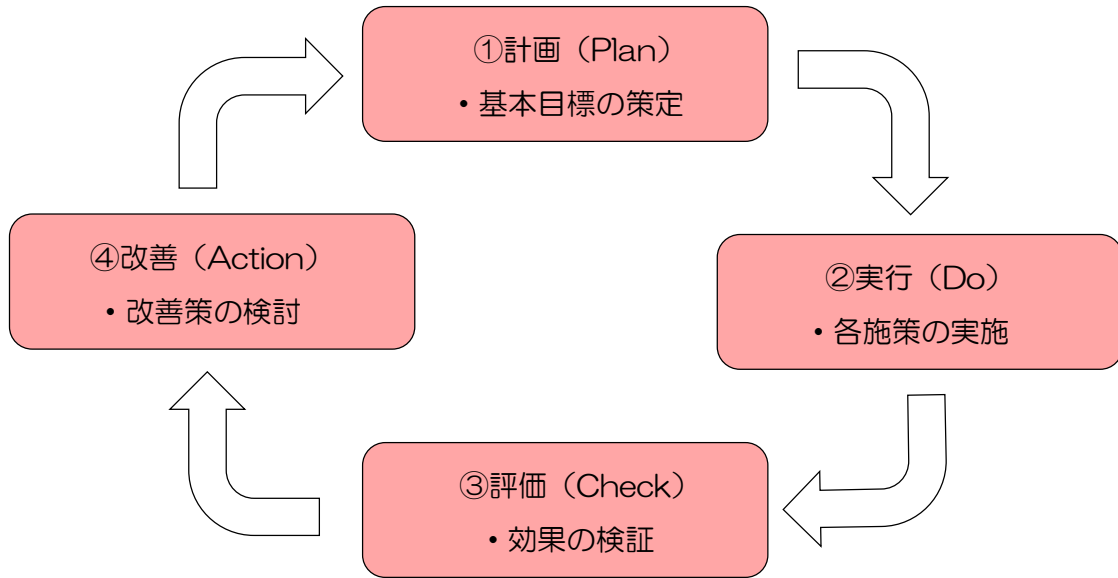 ①計画（Plan）
・基本目標の策定
②実行（Do）
・各施策の実施
③評価（Check）
・効果の検証
④改善（Action）
・改善策の検討